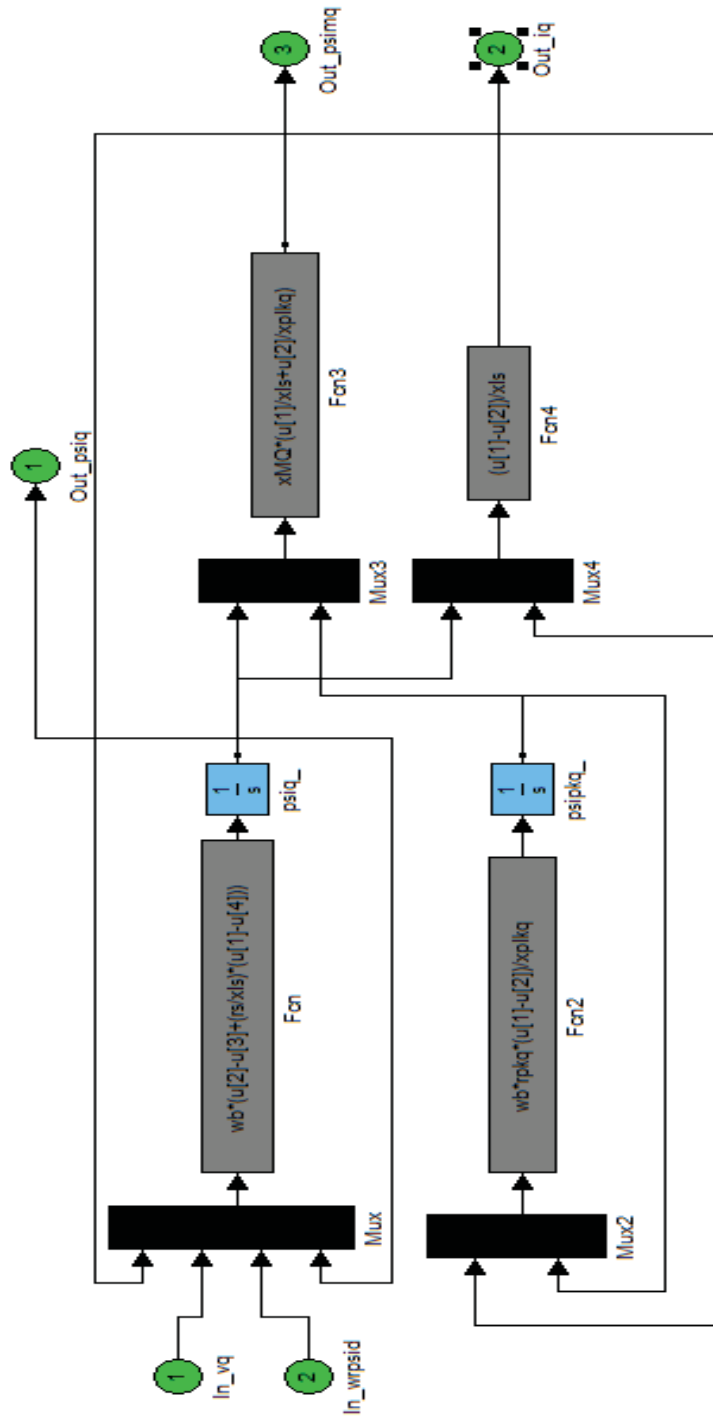 1
In_vq
2
In_wrpsid
Mux
wb*(u[2]-u[3]+(rs/xls)*(u[1]-u[4]))
Fcn
1
s
psiq_
1
Out_psiq
Mux3
xMQ*(u[1]/xls+u[2]/xplkq)
Fcn3
3
Out_psimq
Mux2
wb*rpkq*(u[1]-u[2])/xplkq
Fcn2
1
s
psipkq_
Mux4
(u[1]-u[2])/xls
Fcn4
2
Out_iq